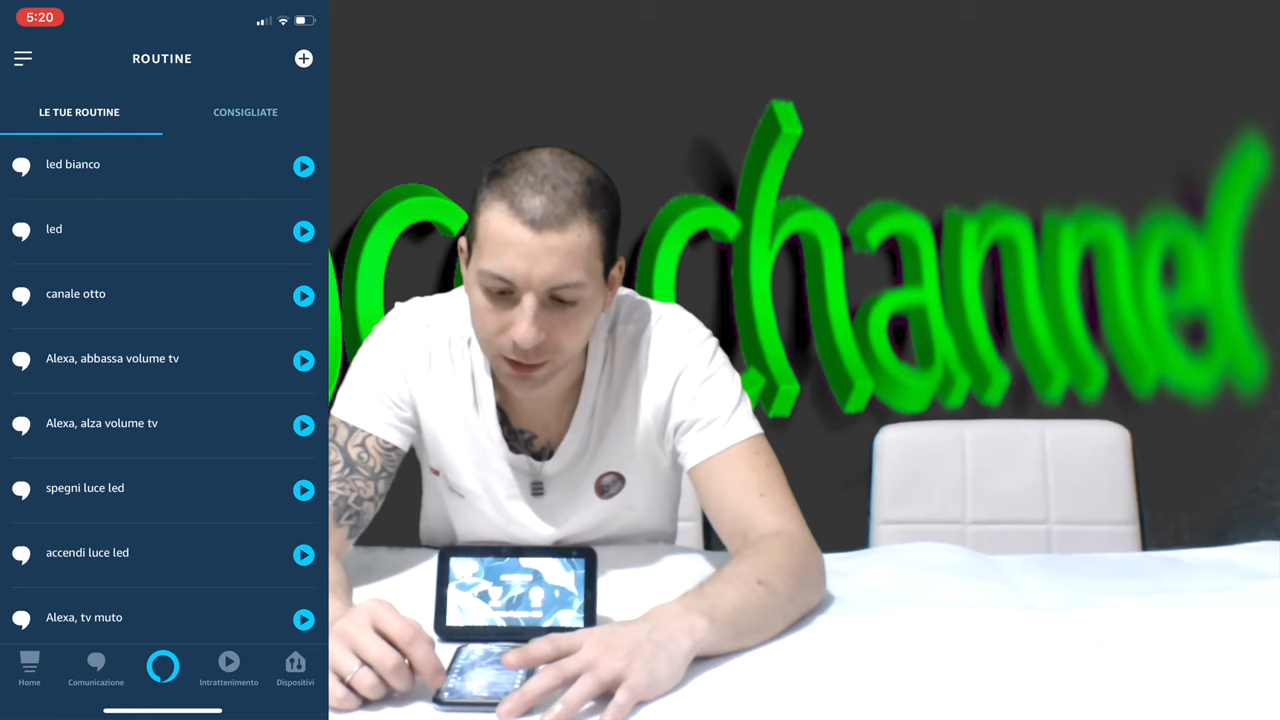 5:20
ROUTINE
LE TUE ROUTINE
CONSIGLIATE
led bianco
led
canale otto
Alexa, abbassa volume tv
Alexa, alza volume tv
spegni luce led
accendi luce led
Alexa, tv muto
Home
Comunicazione
Intrattenimento
Dispositivi
channel